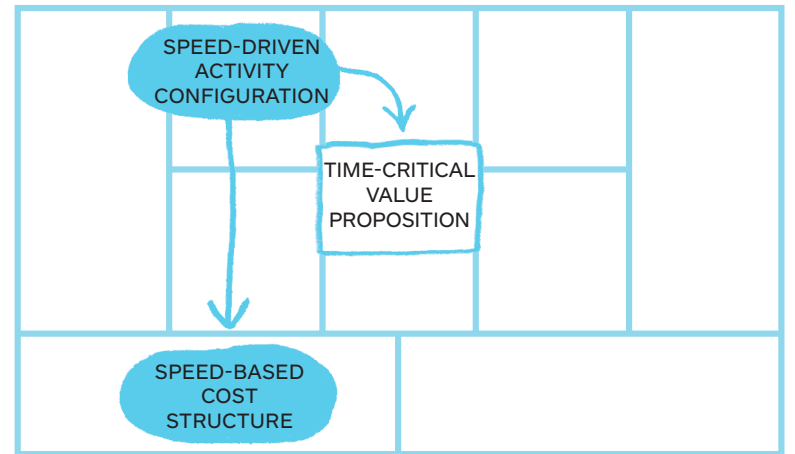 SPEED-DRIVEN
ACTIVITY
CONFIGURATION
TIME-CRITICAL
VALUE
PROPOSITION
SPEED-BASED
COST
STRUCTURE